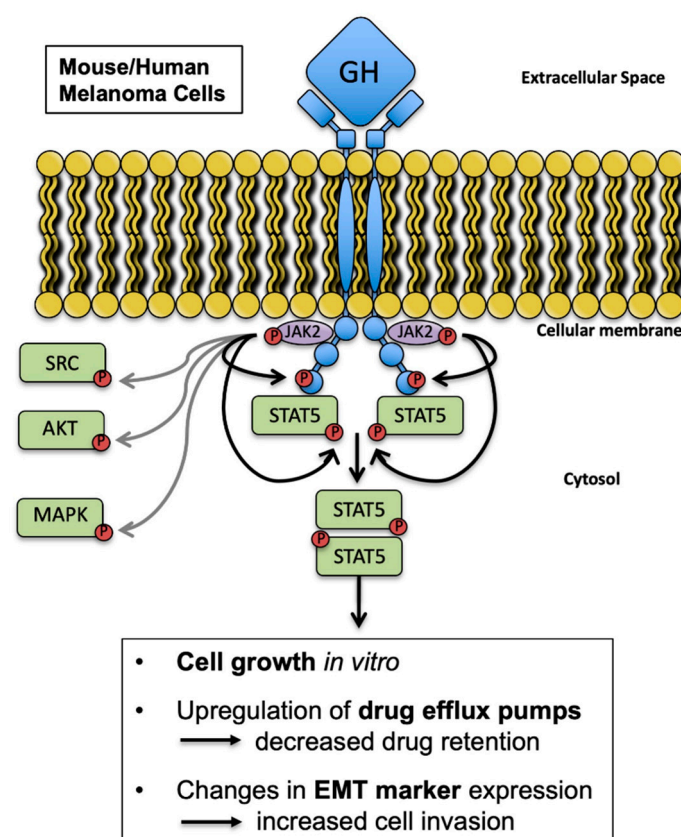 Mouse/Human
Melanoma Cells
GH
Extracellular Space
JAK2
JAK2
P
P
Cellular membrane
SRC
P
P
P
AKT
P
STAT5
STAT5
P
P
MAPK
P
Cytosol
STAT5
P
P
STAT5
• Cell growth in vitro
• Upregulation of drug efflux pumps
→ decreased drug retention
• Changes in EMT marker expression
→ increased cell invasion